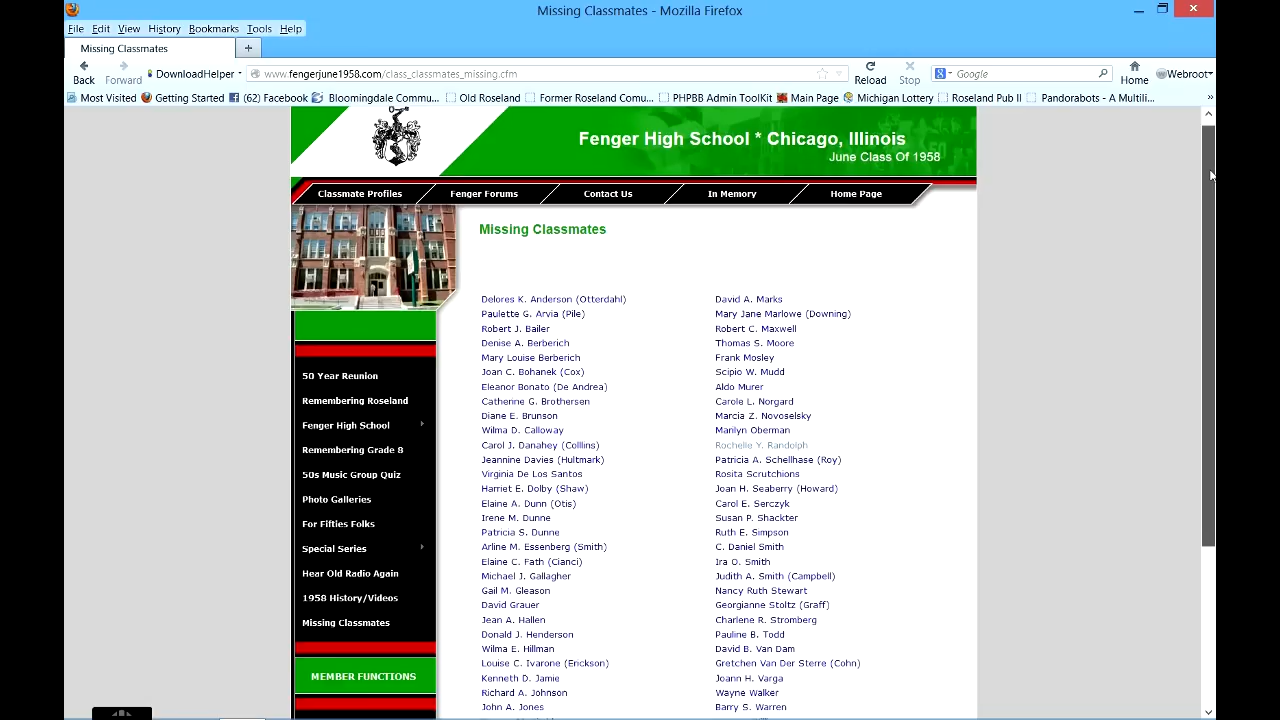 Missing Classmates - Mozilla Firefox
File Edit View History Bookmarks Tools Help
Missing Classmates
Back Forward DownloadHelper www.fengerjune1958.com/class_classmates_missing.cfm Reload Stop Google Home Webroot
Most Visited Getting Started (62) Facebook Bloomingdale Commu... Old Roseland Former Roseland Comu... PHPBB Admin ToolKit Main Page Michigan Lottery Roseland Pub II Pandorabots - A Multili... »
Fenger High School * Chicago, Illinois
June Class Of 1958
Classmate Profiles Fenger Forums Contact Us In Memory Home Page
Missing Classmates
50 Year Reunion
Remembering Roseland
Fenger High School
Remembering Grade 8
50s Music Group Quiz
Photo Galleries
For Fifties Folks
Special Series
Hear Old Radio Again
1958 History/Videos
Missing Classmates
MEMBER FUNCTIONS
Delores K. Anderson (Otterdahl)
Paulette G. Arvia (Pile)
Robert J. Bailer
Denise A. Berberich
Mary Louise Berberich
Joan C. Bohanek (Cox)
Eleanor Bonato (De Andrea)
Catherine G. Brothersen
Diane E. Brunson
Wilma D. Calloway
Carol J. Danahey (Colllins)
Jeannine Davies (Hultmark)
Virginia De Los Santos
Harriet E. Dolby (Shaw)
Elaine A. Dunn (Otis)
Irene M. Dunne
Patricia S. Dunne
Arline M. Essenberg (Smith)
Elaine C. Fath (Cianci)
Michael J. Gallagher
Gail M. Gleason
David Grauer
Jean A. Hallen
Donald J. Henderson
Wilma E. Hillman
Louise C. Ivarone (Erickson)
Kenneth D. Jamie
Richard A. Johnson
John A. Jones
David A. Marks
Mary Jane Marlowe (Downing)
Robert C. Maxwell
Thomas S. Moore
Frank Mosley
Scipio W. Mudd
Aldo Murer
Carole L. Norgard
Marcia Z. Novoselsky
Marilyn Oberman
Rochelle Y. Randolph
Patricia A. Schellhase (Roy)
Rosita Scrutchions
Joan H. Seaberry (Howard)
Carol E. Serczyk
Susan P. Shackter
Ruth E. Simpson
C. Daniel Smith
Ira O. Smith
Judith A. Smith (Campbell)
Nancy Ruth Stewart
Georgianne Stoltz (Graff)
Charlene R. Stromberg
Pauline B. Todd
David B. Van Dam
Gretchen Van Der Sterre (Cohn)
Joann H. Varga
Wayne Walker
Barry S. Warren